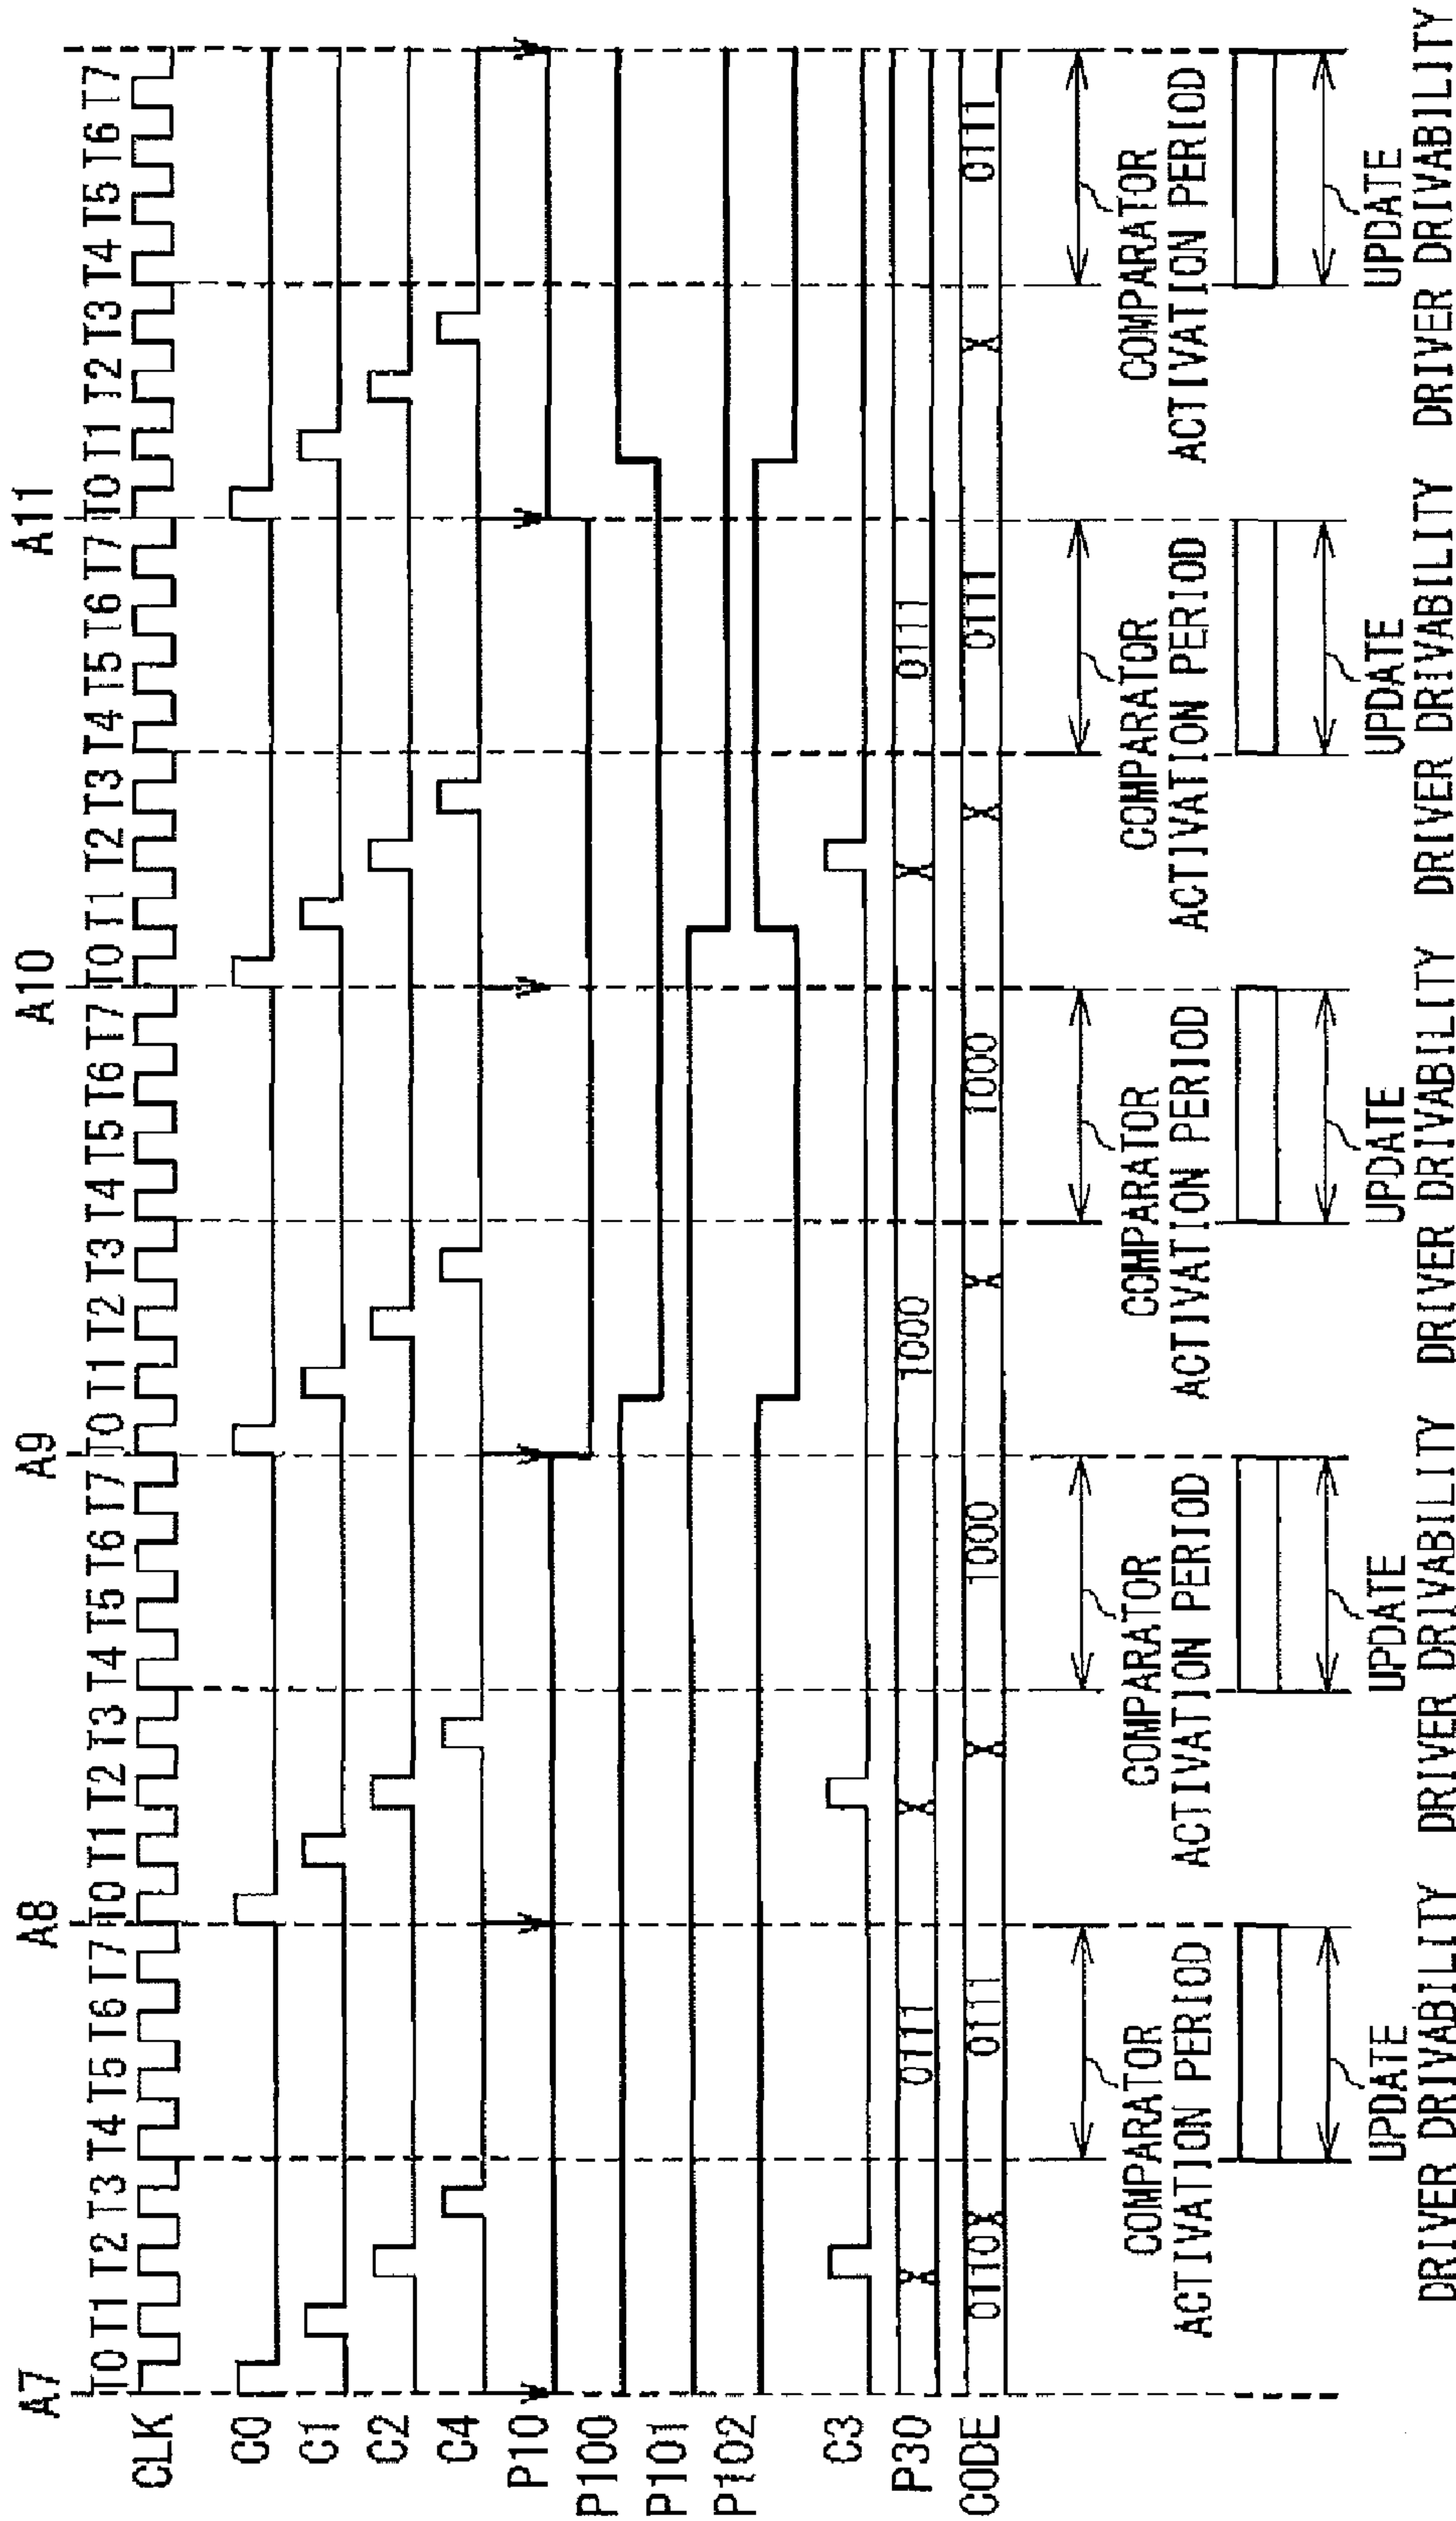 A7 A8 A9 A10 A11
T0 T1 T2 T3 T4 T5 T6 T7 T0 T1 T2 T3 T4 T5 T6 T7 T0 T1 T2 T3 T4 T5 T6 T7 T0 T1 T2 T3 T4 T5 T6 T7 T0 T1 T2 T3 T4 T5 T6 T7
CLK
C0
C1
C2
C4
P10
P100
P101
P102
C3
P30 0111 1000 0111
CODE 0110 0111 1000 1000 0111 0111
COMPARATOR COMPARATOR COMPARATOR COMPARATOR COMPARATOR
ACTIVATION PERIOD ACTIVATION PERIOD ACTIVATION PERIOD ACTIVATION PERIOD ACTIVATION PERIOD
UPDATE UPDATE UPDATE UPDATE UPDATE
DRIVER DRIVABILITY DRIVER DRIVABILITY DRIVER DRIVABILITY DRIVER DRIVABILITY DRIVER DRIVABILITY